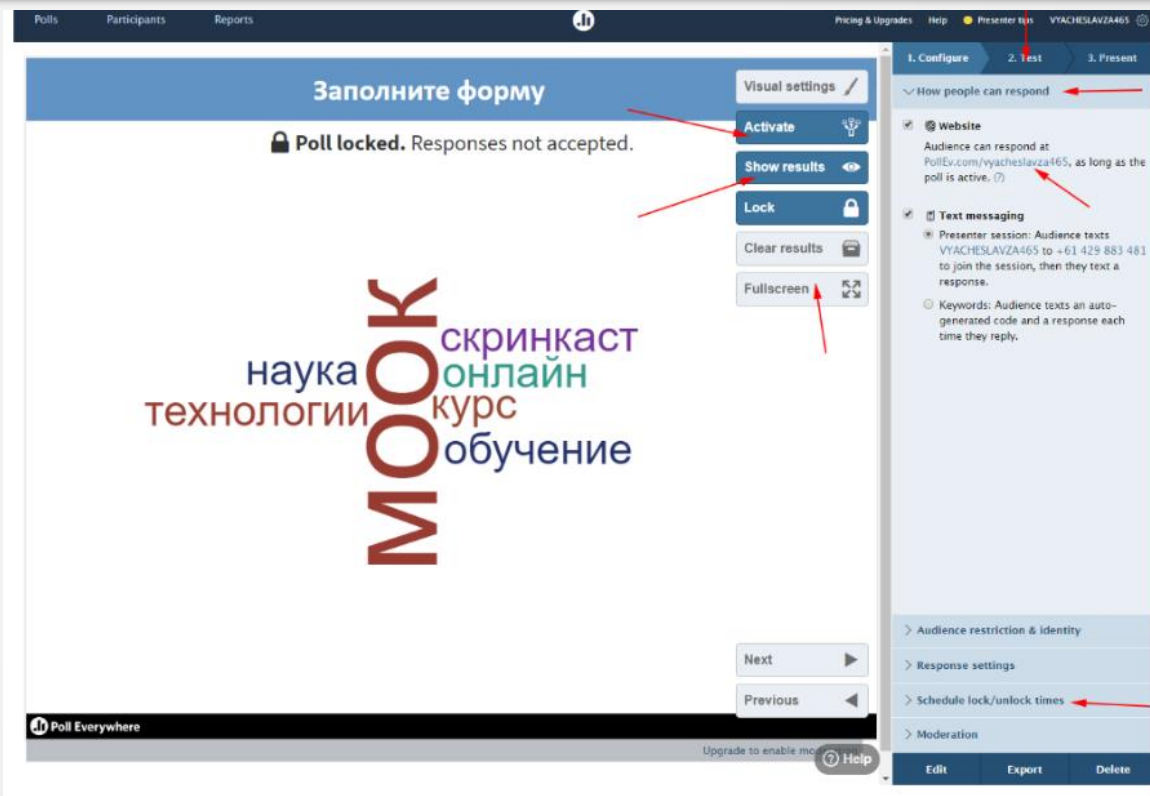 Polls Participants Reports Pricing & Upgrades Help Presenter tips VYACHESLAVZA465
Заполните форму
Poll locked. Responses not accepted.
МООК
скринкаст
наука
онлайн
технологии
курс
обучение
Visual settings
Activate
Show results
Lock
Clear results
Fullscreen
Next
Previous
Poll Everywhere
Upgrade to enable
Help
1. Configure 2. Test 3. Present
How people can respond
Website
Audience can respond at
PollEv.com/vyacheslavza465, as long as the
poll is active. (?)
Text messaging
Presenter session: Audience texts
VYACHESLAVZA465 to +61 429 883 481
to join the session, then they text a
response.
Keywords: Audience texts an auto-
generated code and a response each
time they reply.
Audience restriction & identity
Response settings
Schedule lock/unlock times
Moderation
Edit Export Delete